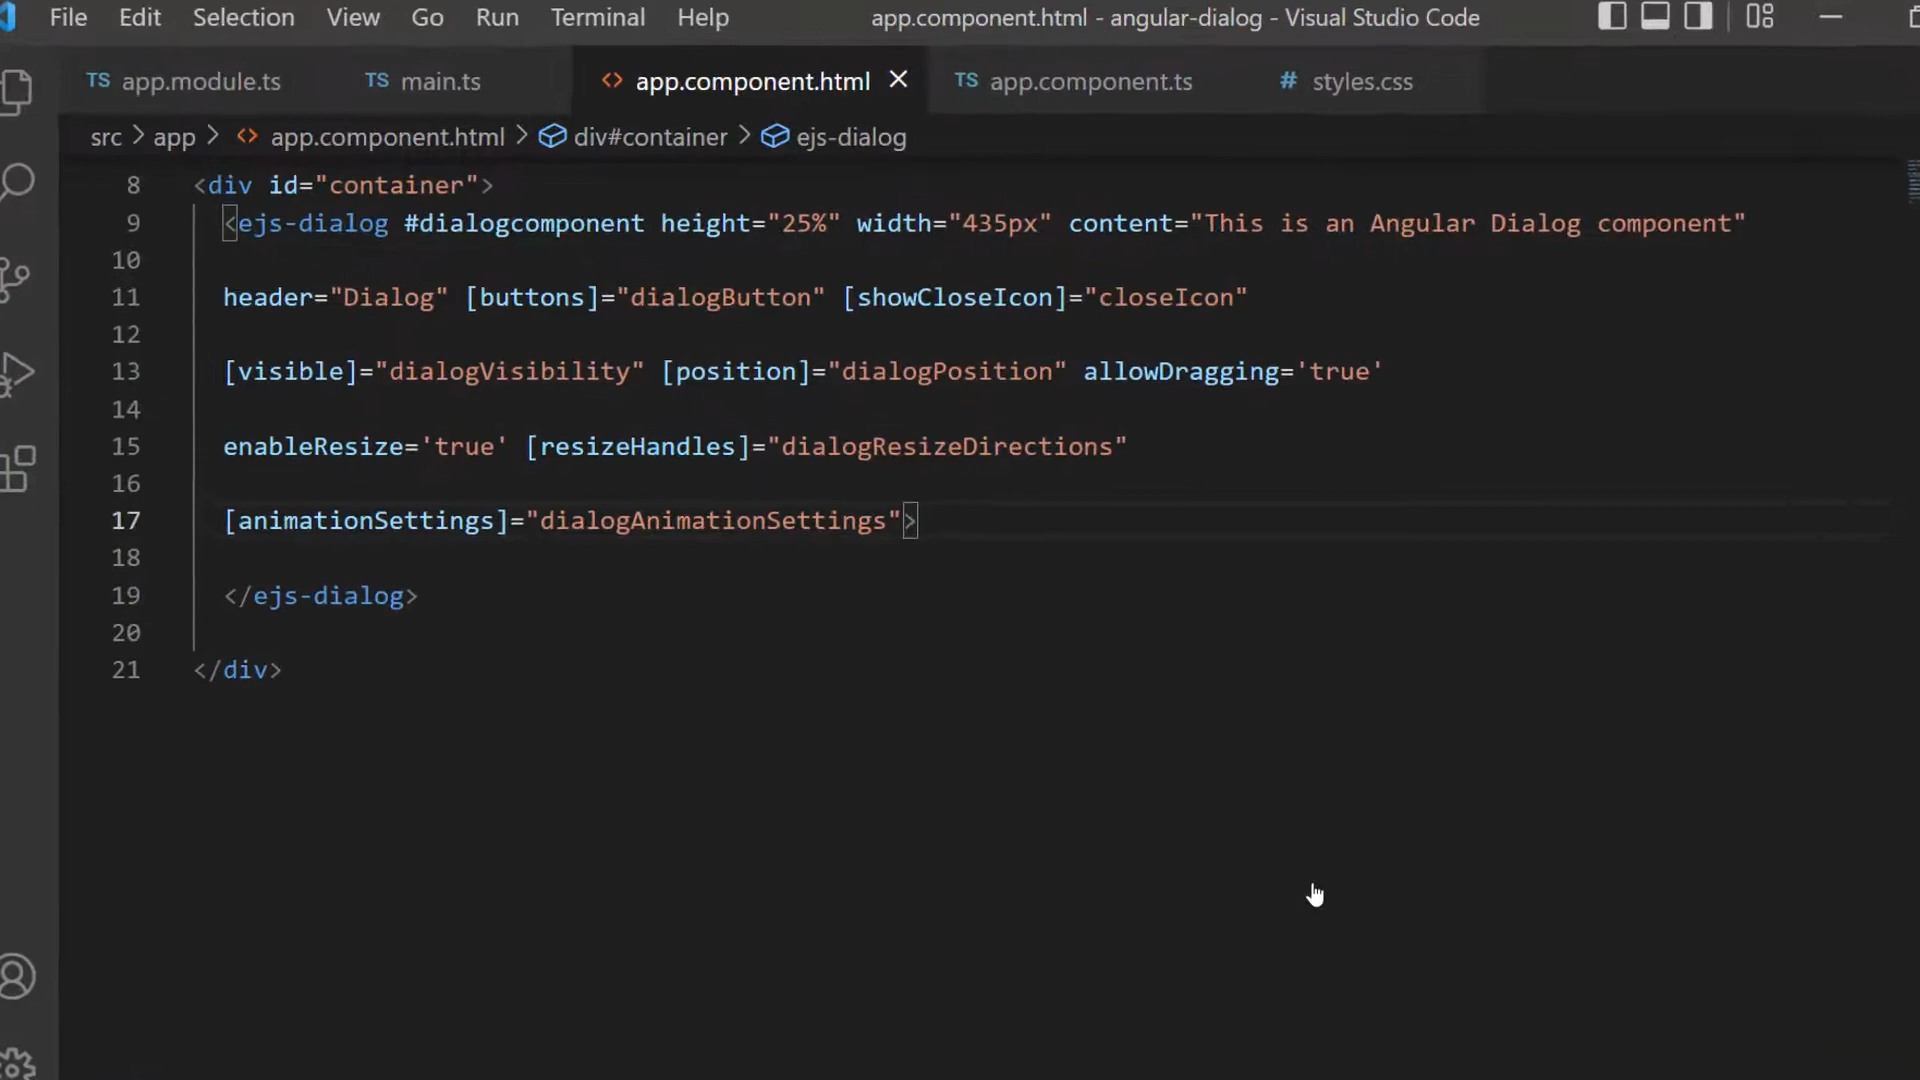 File Edit Selection View Go Run Terminal Help app.component.html - angular-dialog - Visual Studio Code
TS app.module.ts TS main.ts <> app.component.html × TS app.component.ts # styles.css
src > app > <> app.component.html > div#container > ejs-dialog
8 <div id="container">
9 <ejs-dialog #dialogcomponent height="25%" width="435px" content="This is an Angular Dialog component"
10
11 header="Dialog" [buttons]="dialogButton" [showCloseIcon]="closeIcon"
12
13 [visible]="dialogVisibility" [position]="dialogPosition" allowDragging='true'
14
15 enableResize='true' [resizeHandles]="dialogResizeDirections"
16
17 [animationSettings]="dialogAnimationSettings">
18
19 </ejs-dialog>
20
21 </div>